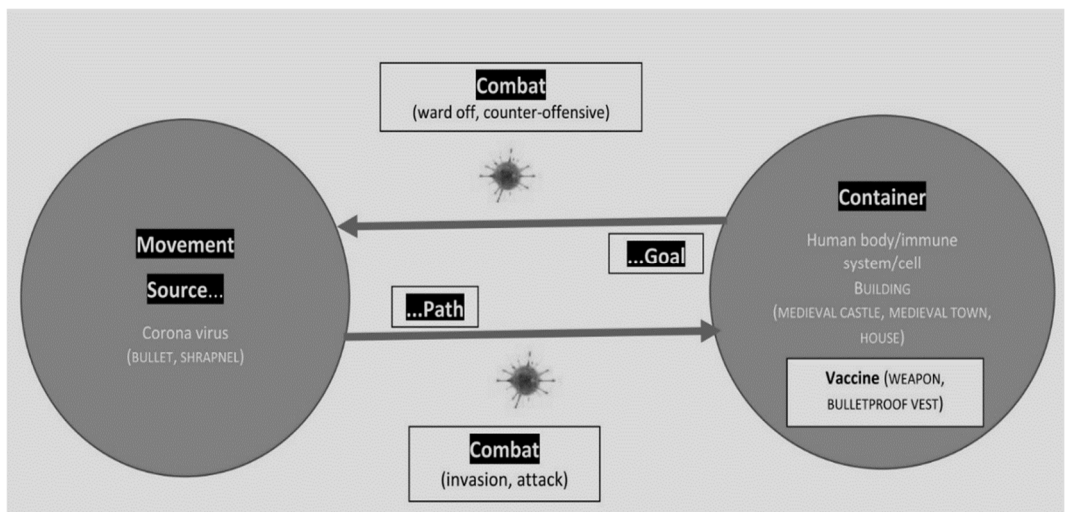 Combat
(ward off, counter-offensive)
Movement
Source...
Corona virus
(BULLET, SHRAPNEL)
...Goal
...Path
Container
Human body/immune
system/cell
BUILDING
(MEDIEVAL CASTLE, MEDIEVAL TOWN,
HOUSE)
Vaccine (WEAPON,
BULLETPROOF VEST)
Combat
(invasion, attack)